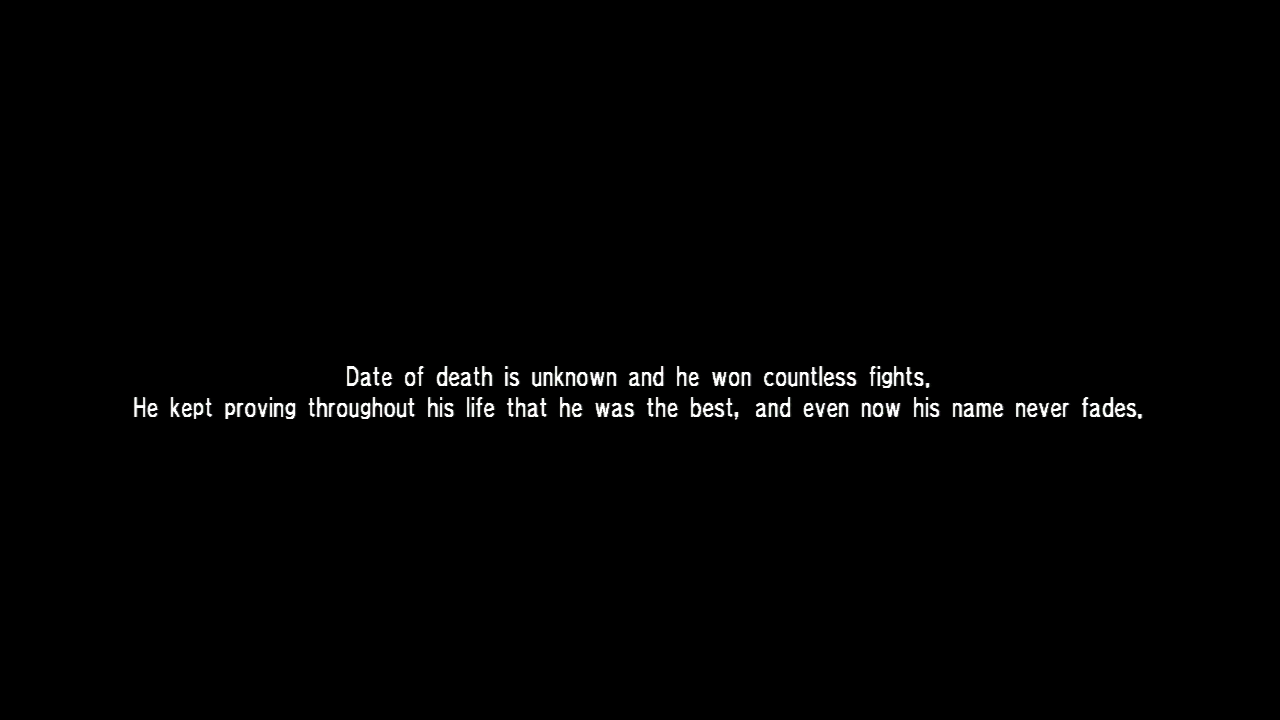 Date of death is unknown and he won countless fights.
He kept proving throughout his life that he was the best, and even now his name never fades.